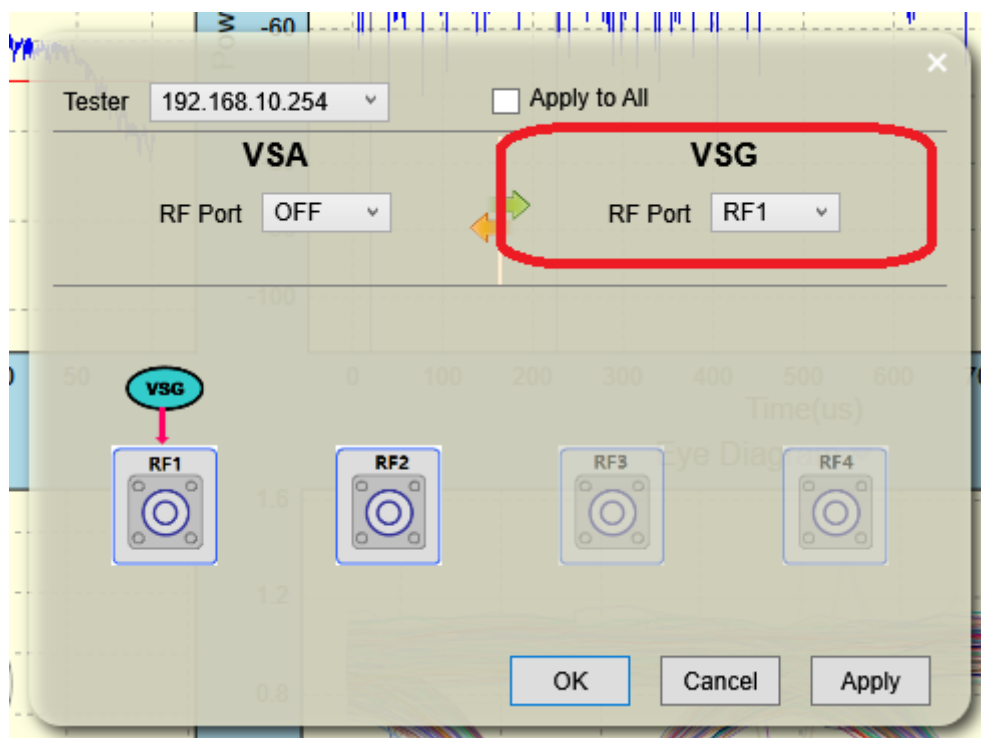 Pow
-60
Tester 192.168.10.254 Apply to All
VSA VSG
RF Port OFF RF Port RF1
-100
50 0 100 200 300 400 500 600
VSG
Time(us)
RF1 RF2 RF3 RF4
1.6
1.2
0.8
OK Cancel Apply